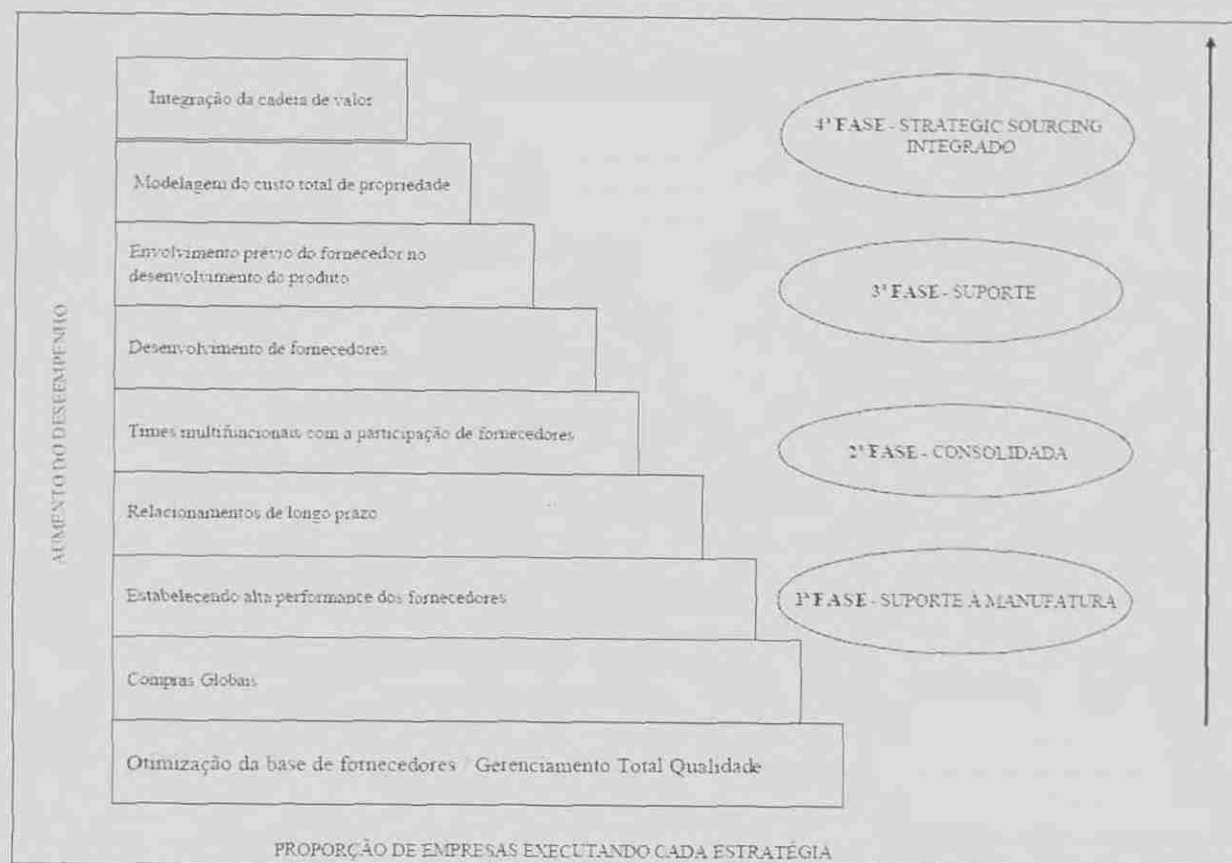 Integração da cadeia de valor
4ª FASE - STRATEGIC SOURCING
INTEGRADO
Modelagem do custo total de propriedade
Envolvimento prévio do fornecedor no
desenvolvimento do produto
3ª FASE - SUPORTE
Desenvolvimento de fornecedores
AUMENTO DO DESEEMPENHO
Times multifuncionais com a participação de fornecedores
2ª FASE - CONSOLIDADA
Relacionamentos de longo prazo
Estabelecendo alta performance dos fornecedores
1ª FASE - SUPORTE À MANUFATURA
Compras Globais
Otimização da base de fornecedores / Gerenciamento Total Qualidade
PROPORÇÃO DE EMPRESAS EXECUTANDO CADA ESTRATÉGIA